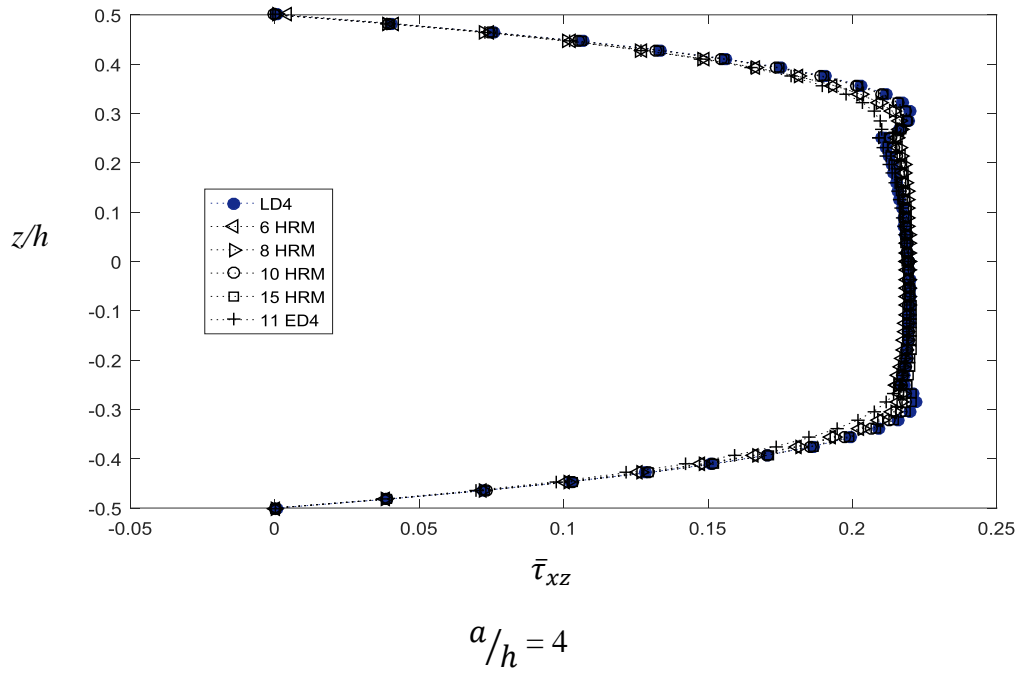 0.5
0.4
0.3
0.2
0.1
0
-0.1
-0.2
-0.3
-0.4
-0.5
z/h
LD4
6 HRM
8 HRM
10 HRM
15 HRM
11 ED4
-0.05 0 0.05 0.1 0.15 0.2 0.25
τ̄xz
a/h = 4